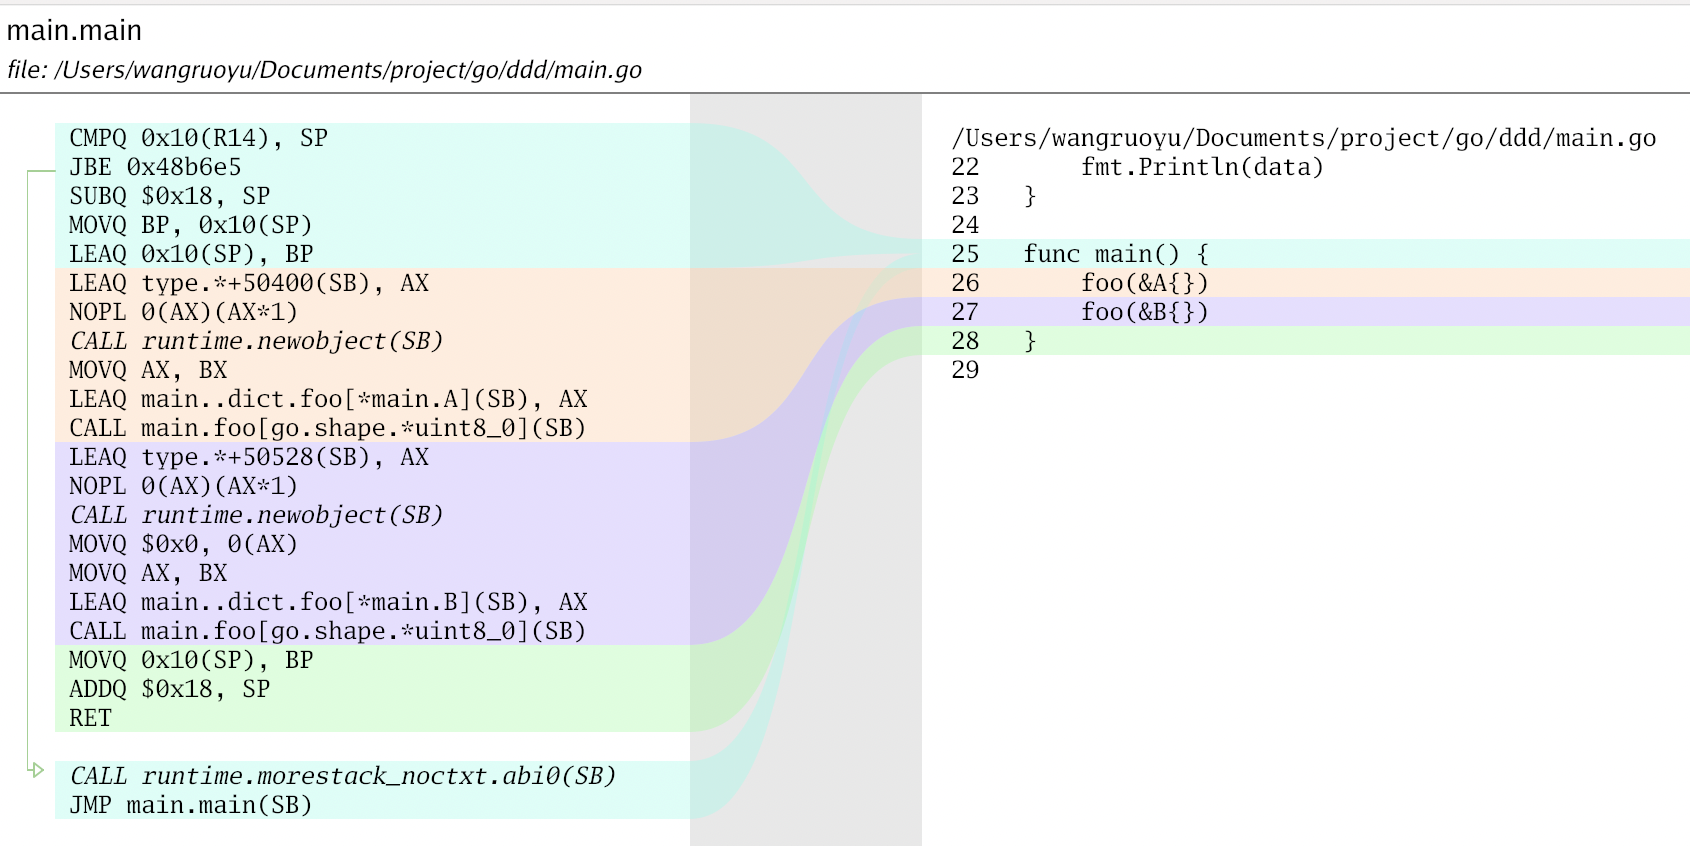 main.main
file: /Users/wangruoyu/Documents/project/go/ddd/main.go
CMPQ 0x10(R14), SP
JBE 0x48b6e5
SUBQ $0x18, SP
MOVQ BP, 0x10(SP)
LEAQ 0x10(SP), BP
LEAQ type.*+50400(SB), AX
NOPL 0(AX)(AX*1)
CALL runtime.newobject(SB)
MOVQ AX, BX
LEAQ main..dict.foo[*main.A](SB), AX
CALL main.foo[go.shape.*uint8_0](SB)
LEAQ type.*+50528(SB), AX
NOPL 0(AX)(AX*1)
CALL runtime.newobject(SB)
MOVQ $0x0, 0(AX)
MOVQ AX, BX
LEAQ main..dict.foo[*main.B](SB), AX
CALL main.foo[go.shape.*uint8_0](SB)
MOVQ 0x10(SP), BP
ADDQ $0x18, SP
RET
CALL runtime.morestack_noctxt.abi0(SB)
JMP main.main(SB)
/Users/wangruoyu/Documents/project/go/ddd/main.go
22 fmt.Println(data)
23 }
24
25 func main() {
26 foo(&A{})
27 foo(&B{})
28 }
29